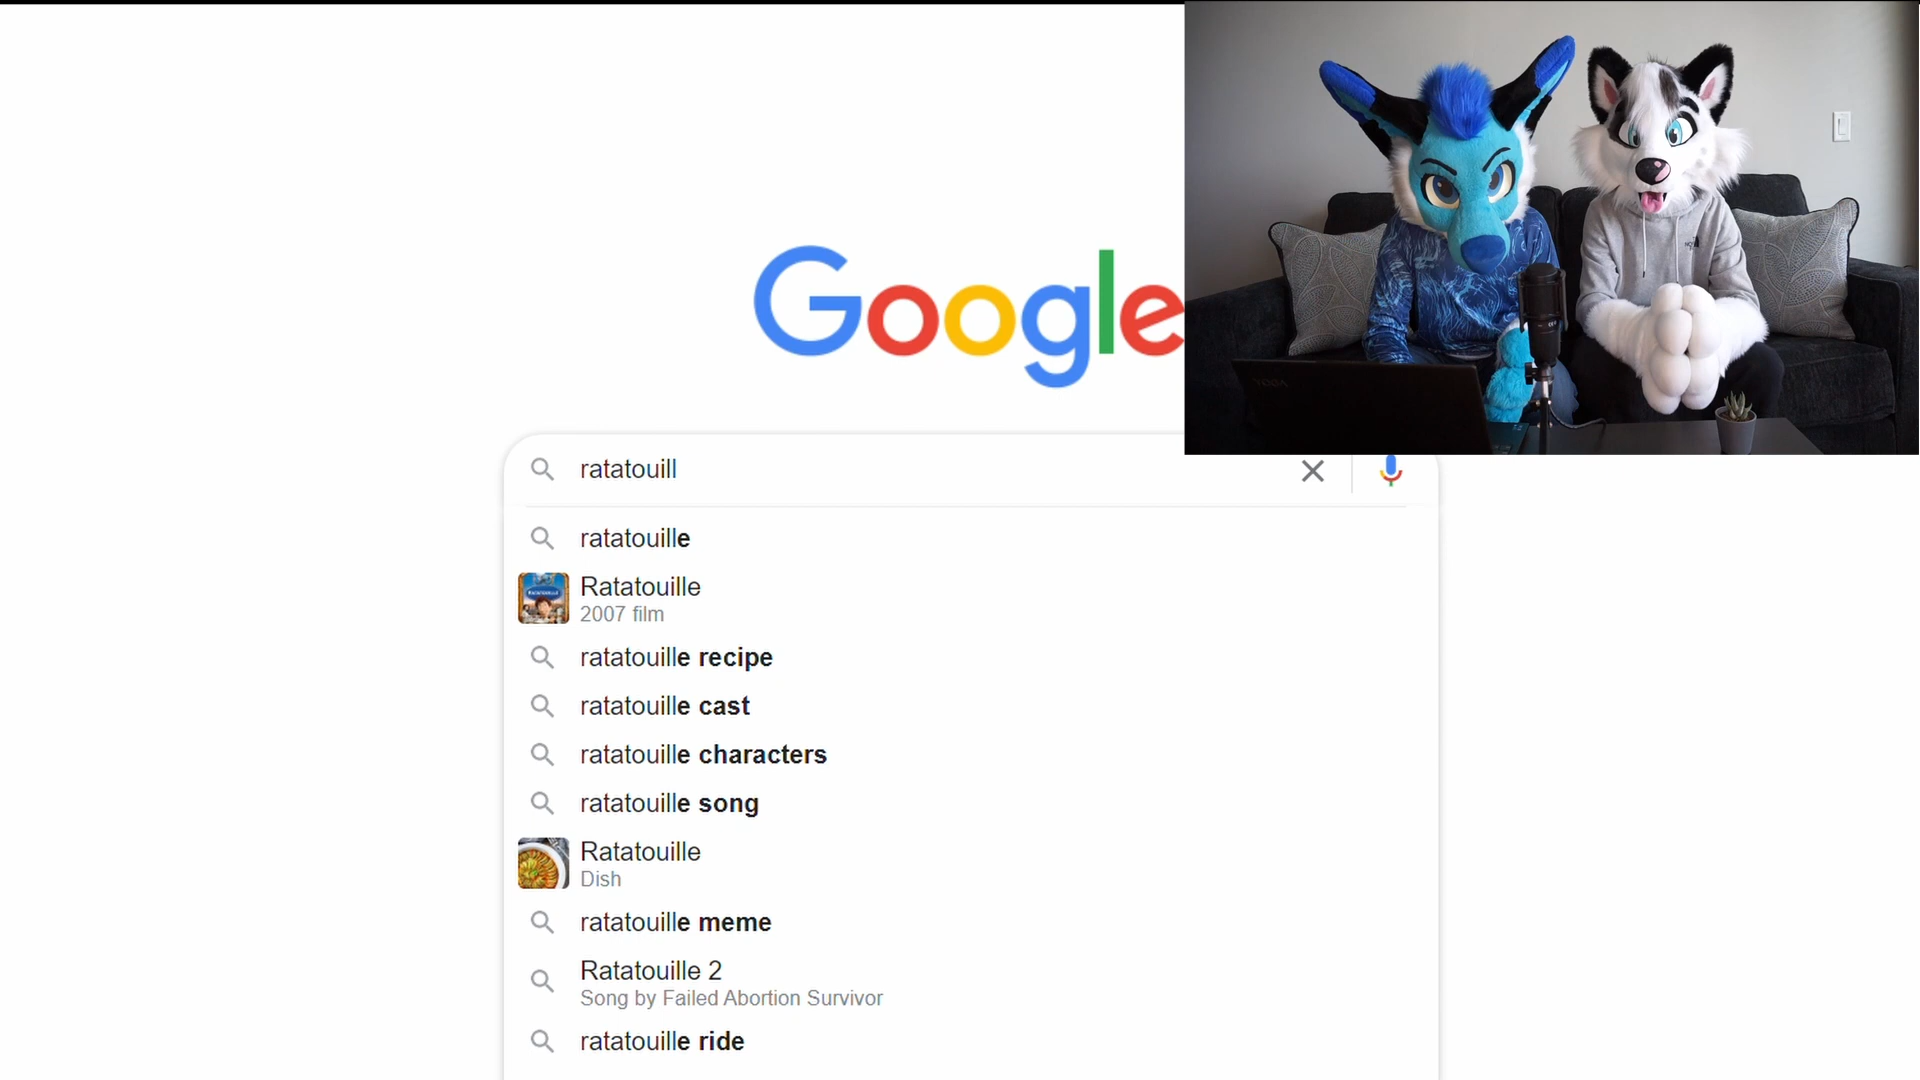 Google
ratatouill
ratatouille
Ratatouille
2007 film
ratatouille recipe
ratatouille cast
ratatouille characters
ratatouille song
Ratatouille
Dish
ratatouille meme
Ratatouille 2
Song by Failed Abortion Survivor
ratatouille ride
YOGA